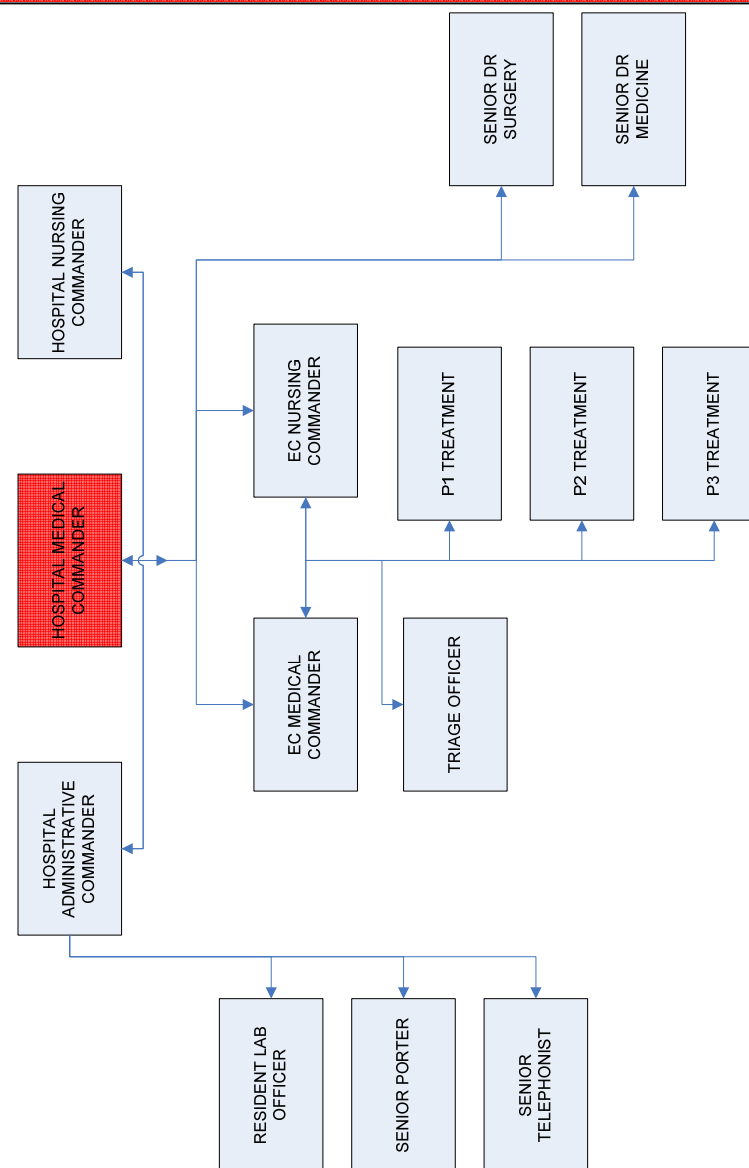 HOSPITAL
ADMINISTRATIVE
COMMANDER
HOSPITAL MEDICAL
COMMANDER
HOSPITAL NURSING
COMMANDER
RESIDENT LAB
OFFICER
SENIOR PORTER
SENIOR
TELEPHONIST
EC MEDICAL
COMMANDER
EC NURSING
COMMANDER
TRIAGE OFFICER
P1 TREATMENT
P2 TREATMENT
P3 TREATMENT
SENIOR DR
SURGERY
SENIOR DR
MEDICINE